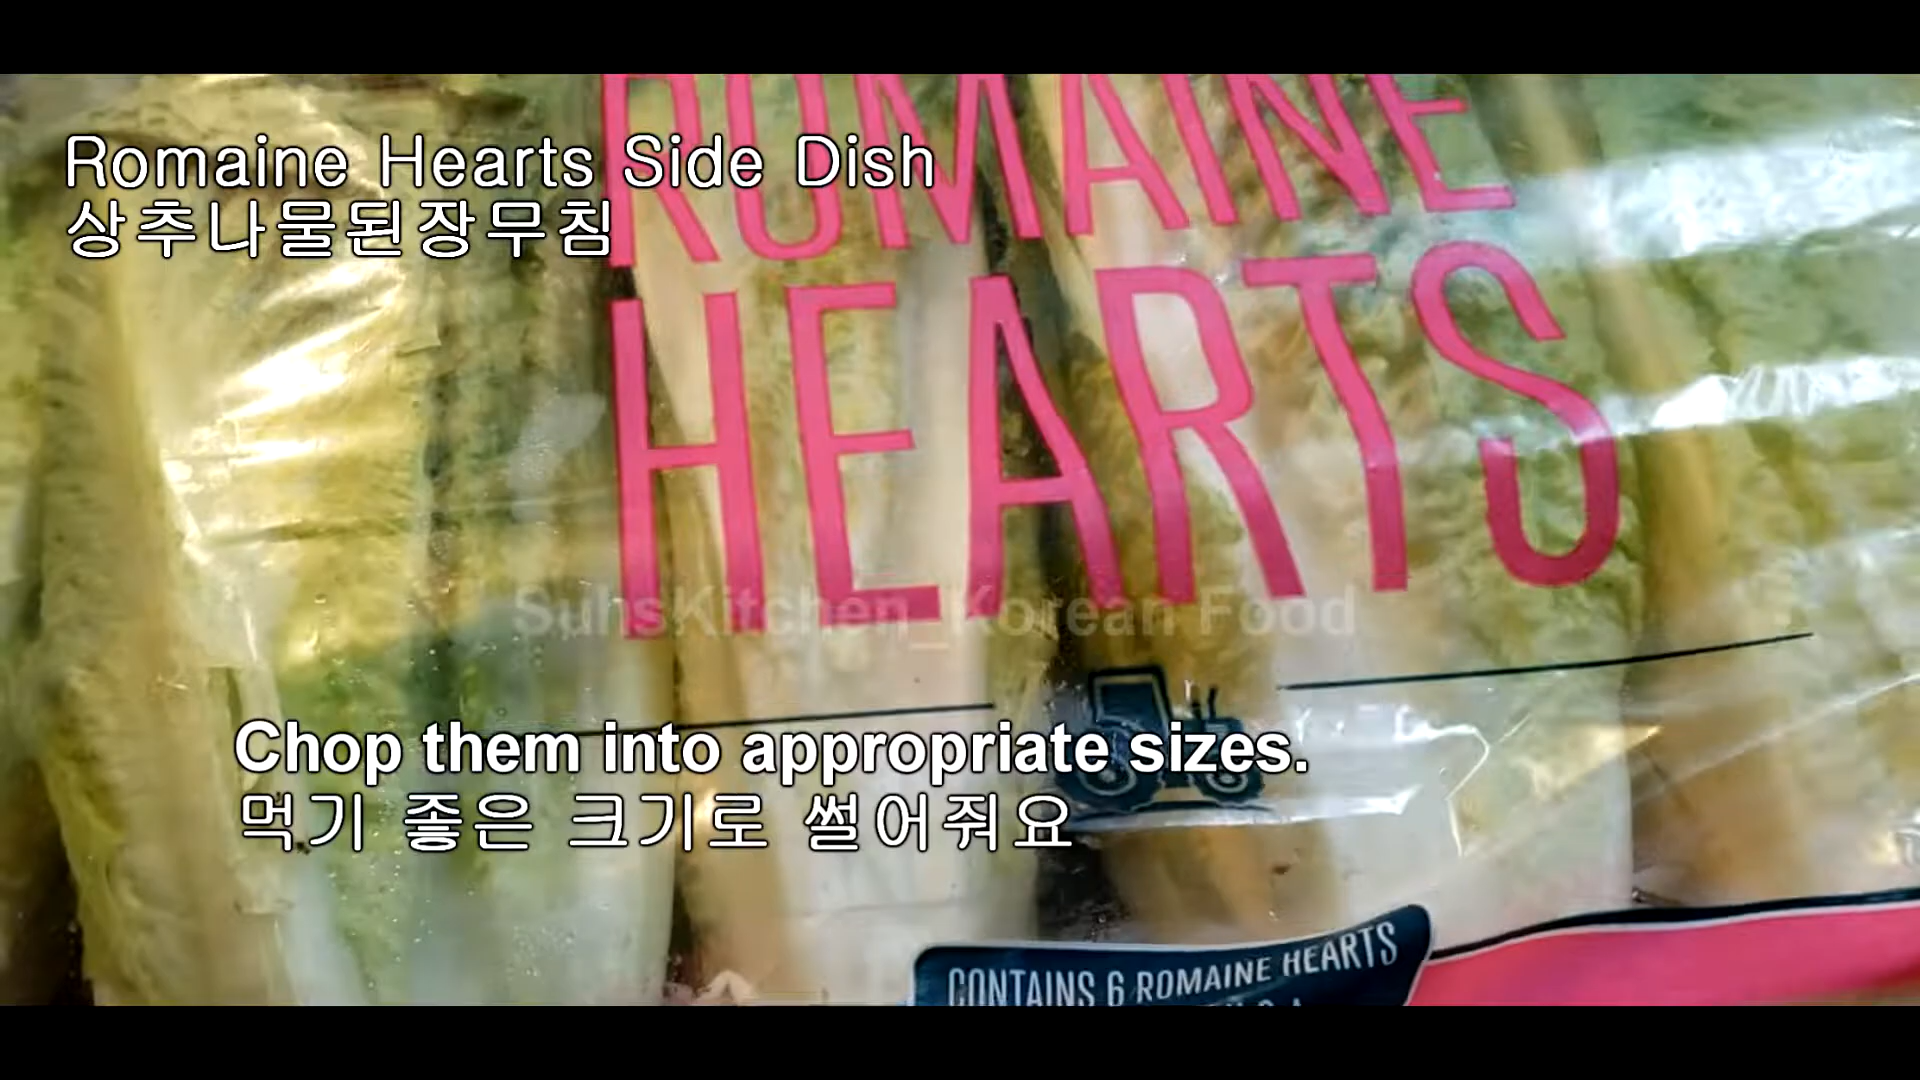 Romaine Hearts Side Dish
상추나물된장무침
ROMAINE
HEARTS
SuhsKitchen_Korean Food
Chop them into appropriate sizes.
먹기 좋은 크기로 썰어줘요
CONTAINS 6 ROMAINE HEARTS